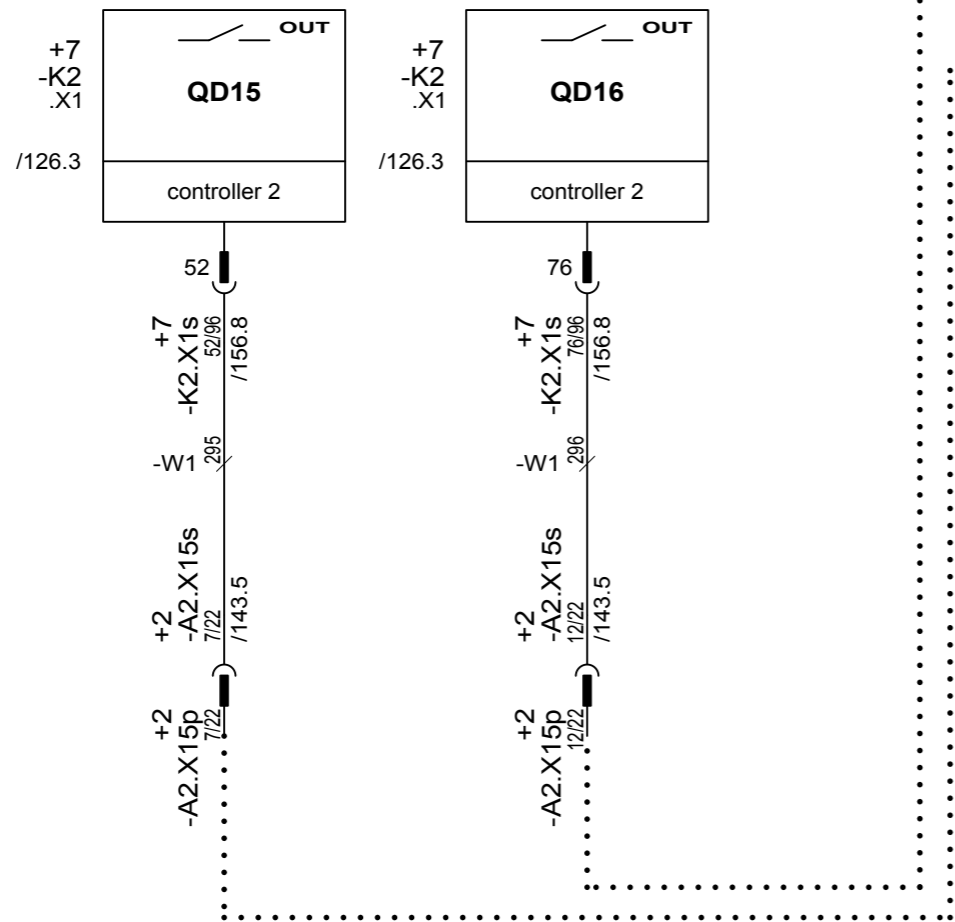 OUT
+7
-K2
.X1
QD15
/126.3
controller 2
52
+7
-K2.X1s
52/96
/156.8
-W1
295
+2
-A2.X15s
7/22
/143.5
+2
-A2.X15p
7/22
OUT
+7
-K2
.X1
QD16
/126.3
controller 2
76
+7
-K2.X1s
76/96
/156.8
-W1
296
+2
-A2.X15s
12/22
/143.5
+2
-A2.X15p
12/22